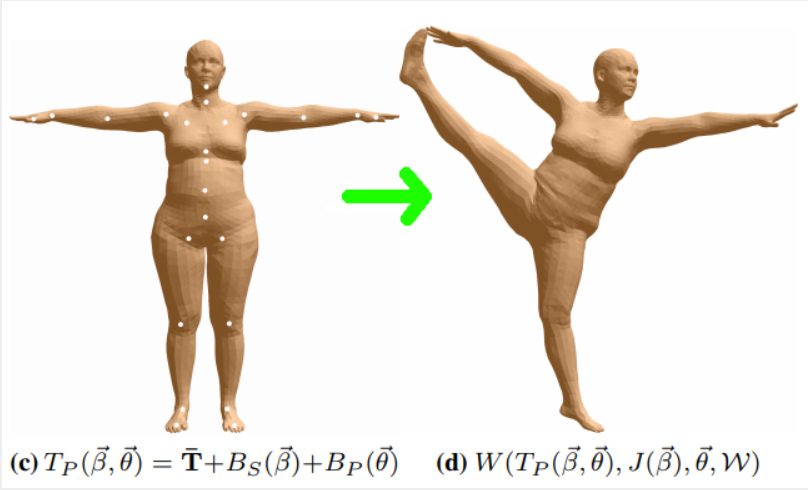 (c) T_P(β⃗, θ⃗) = T̄+B_S(β⃗)+B_P(θ⃗) (d) W(T_P(β⃗, θ⃗), J(β⃗), θ⃗, 𝒲)